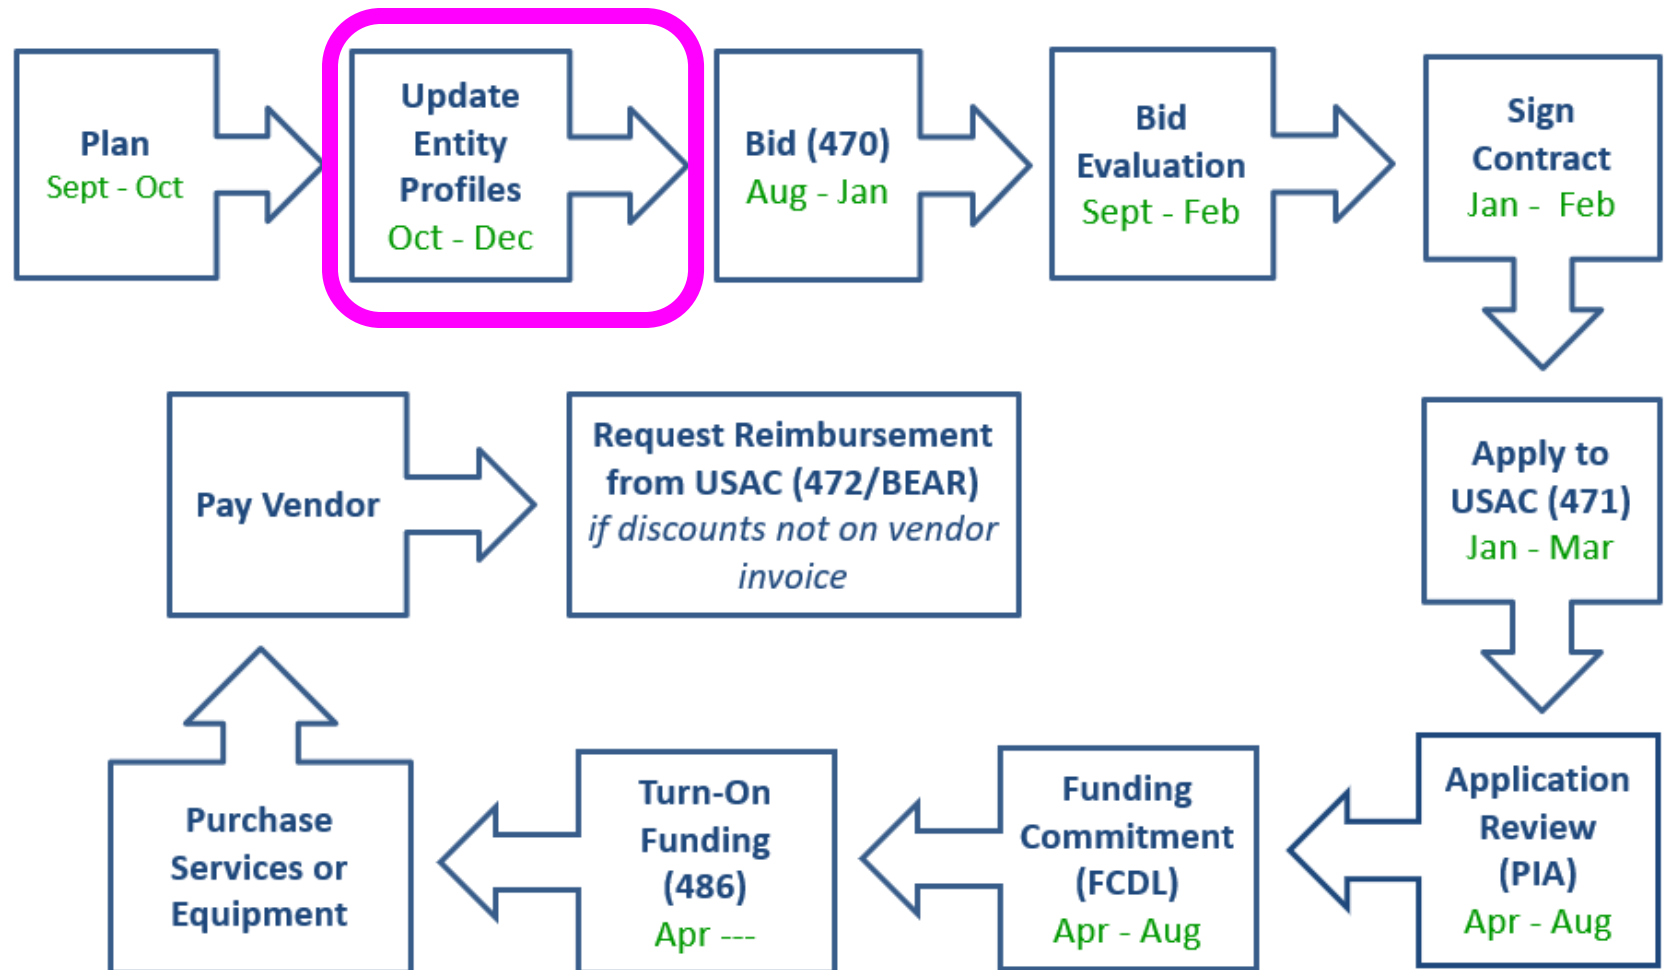 Plan
Sept - Oct
Update
Entity
Profiles
Oct - Dec
Bid (470)
Aug - Jan
Bid
Evaluation
Sept - Feb
Sign
Contract
Jan - Feb
Apply to
USAC (471)
Jan - Mar
Application
Review
(PIA)
Apr - Aug
Funding
Commitment
(FCDL)
Apr - Aug
Turn-On
Funding
(486)
Apr ---
Purchase
Services or
Equipment
Pay Vendor
Request Reimbursement
from USAC (472/BEAR)
if discounts not on vendor
invoice